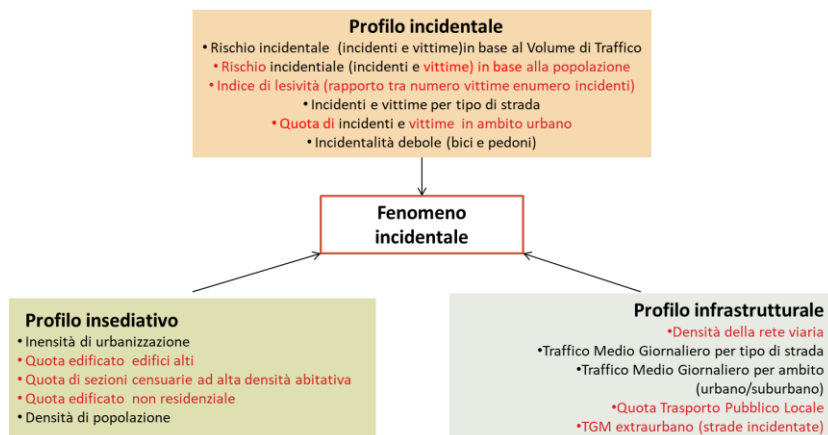 Profilo incidentale
• Rischio incidentale (incidenti e vittime)in base al Volume di Traffico
• Rischio incidentiale (incidenti e vittime) in base alla popolazione
• Indice di lesività (rapporto tra numero vittime enumero incidenti)
• Incidenti e vittime per tipo di strada
• Quota di incidenti e vittime in ambito urbano
• Incidentalità debole (bici e pedoni)
Fenomeno
incidentale
Profilo insediativo
• Inensità di urbanizzazione
• Quota edificato edifici alti
• Quota di sezioni censuarie ad alta densità abitativa
• Quota edificato non residenziale
• Densità di popolazione
Profilo infrastrutturale
•Densità della rete viaria
•Traffico Medio Giornaliero per tipo di strada
•Traffico Medio Giornaliero per ambito
(urbano/suburbano)
•Quota Trasporto Pubblico Locale
•TGM extraurbano (strade incidentate)